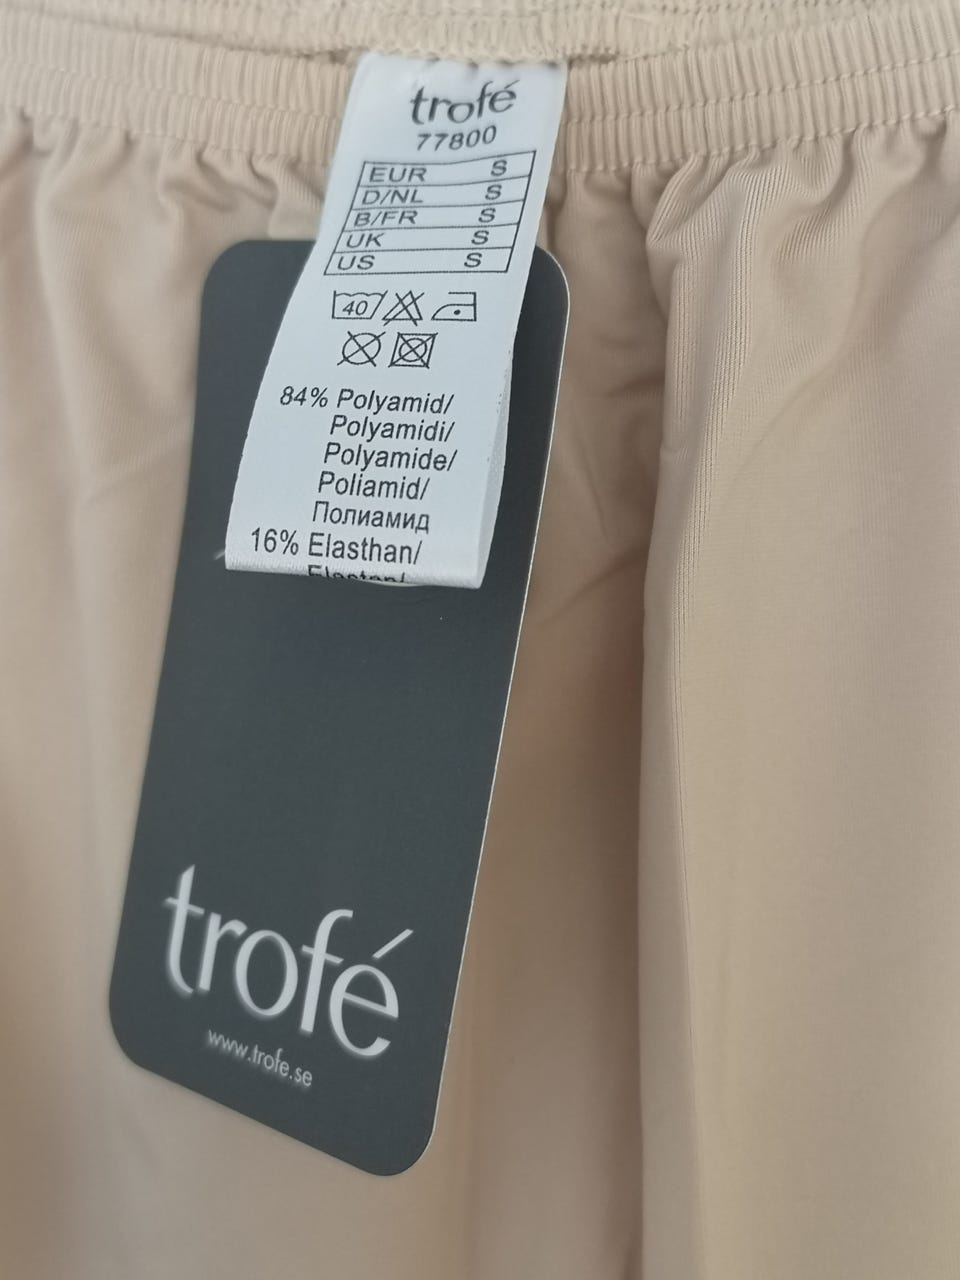 trofé
77800
EUR S
D/NL S
B/FR S
UK S
US S
40
84% Polyamid/
Polyamidi/
Polyamide/
Poliamid/
Полиамид
16% Elasthan/
Elastan/
trofé
www.trofe.se